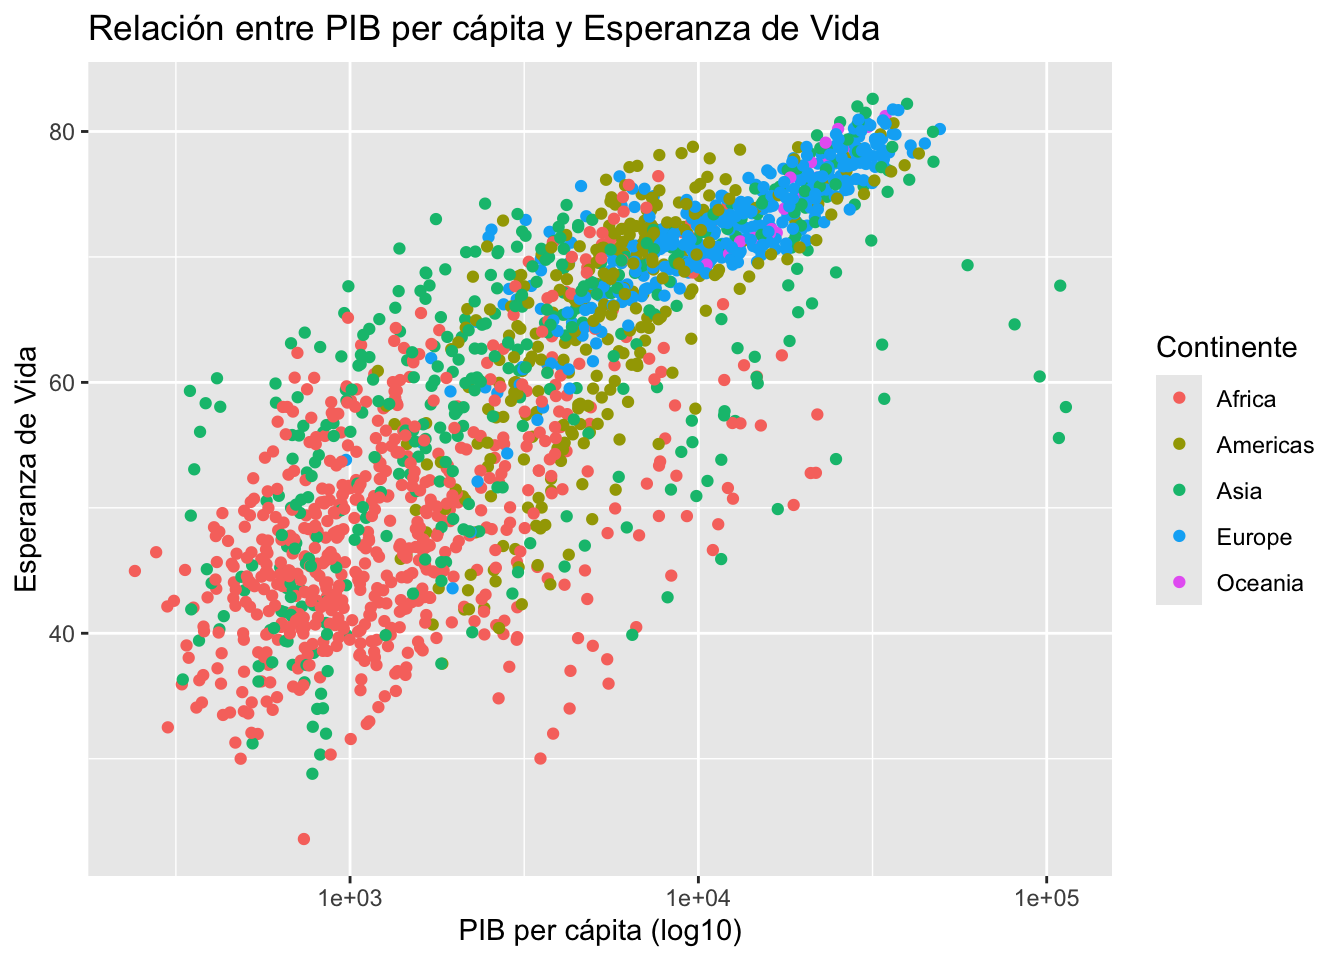 Relación entre PIB per cápita y Esperanza de Vida
Esperanza de Vida
80
60
40
1e+03
1e+04
1e+05
PIB per cápita (log10)
Continente
Africa
Americas
Asia
Europe
Oceania